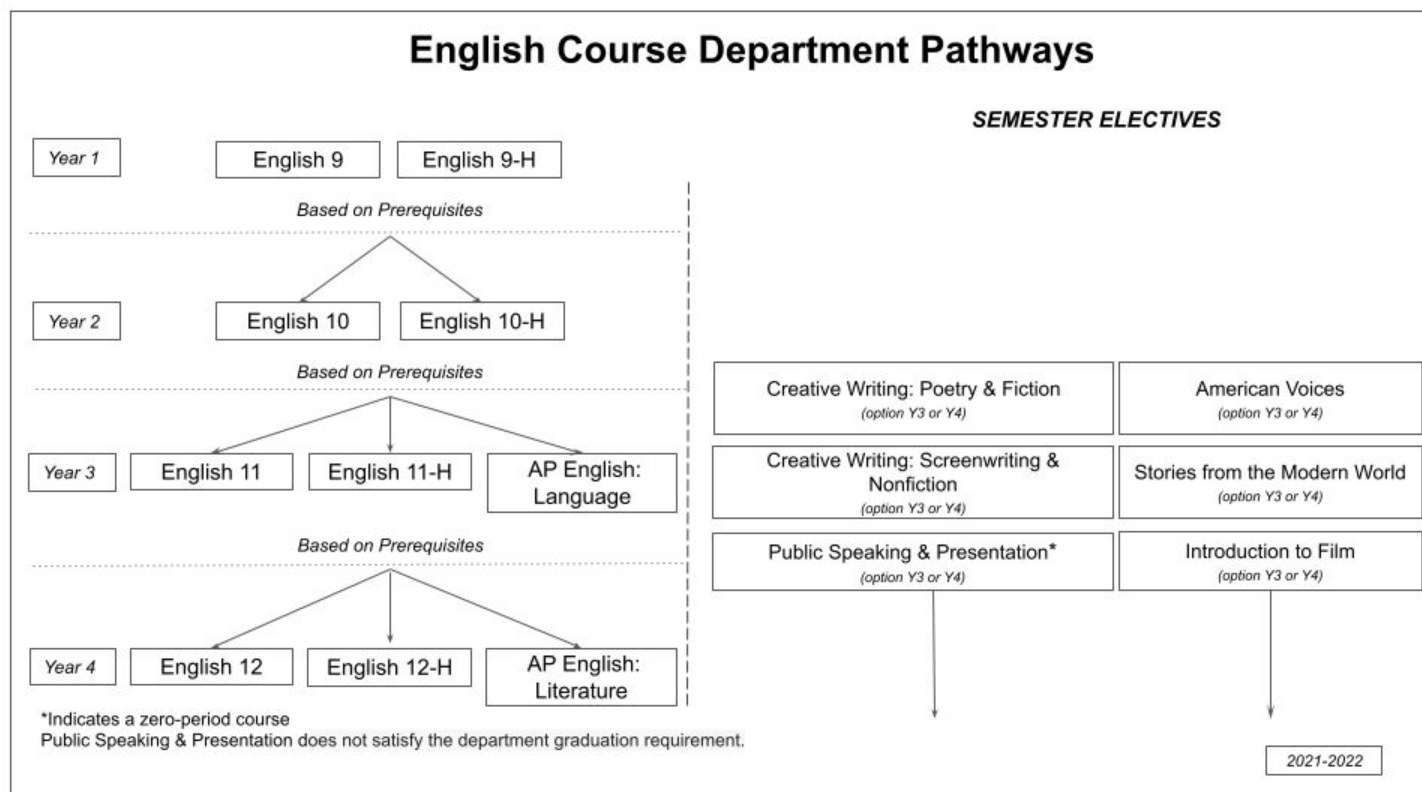 English Course Department Pathways
SEMESTER ELECTIVES
Year 1
English 9
English 9-H
Based on Prerequisites
Year 2
English 10
English 10-H
Based on Prerequisites
Year 3
English 11
English 11-H
AP English:
Language
Based on Prerequisites
Year 4
English 12
English 12-H
AP English:
Literature
Creative Writing: Poetry & Fiction
(option Y3 or Y4)
American Voices
(option Y3 or Y4)
Creative Writing: Screenwriting &
Nonfiction
(option Y3 or Y4)
Stories from the Modern World
(option Y3 or Y4)
Public Speaking & Presentation*
(option Y3 or Y4)
Introduction to Film
(option Y3 or Y4)
*Indicates a zero-period course
Public Speaking & Presentation does not satisfy the department graduation requirement.
2021-2022